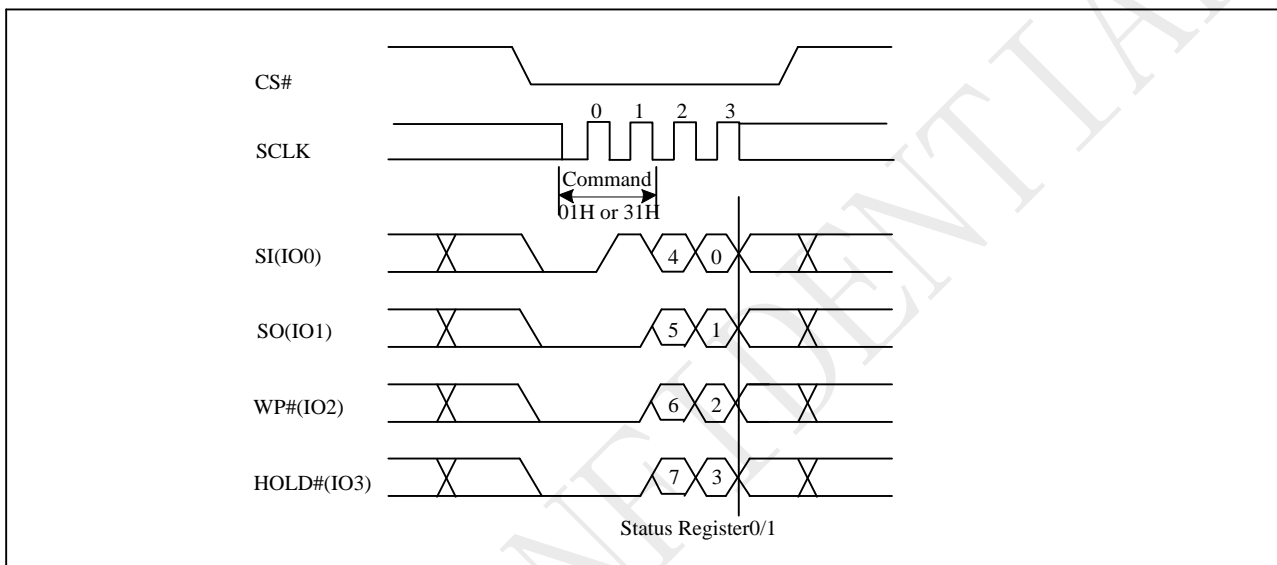 CS#
0 1 2 3
SCLK
Command
01H or 31H
SI(IO0) 4 0
SO(IO1) 5 1
WP#(IO2) 6 2
HOLD#(IO3) 7 3
Status Register0/1
NFIDENTIA